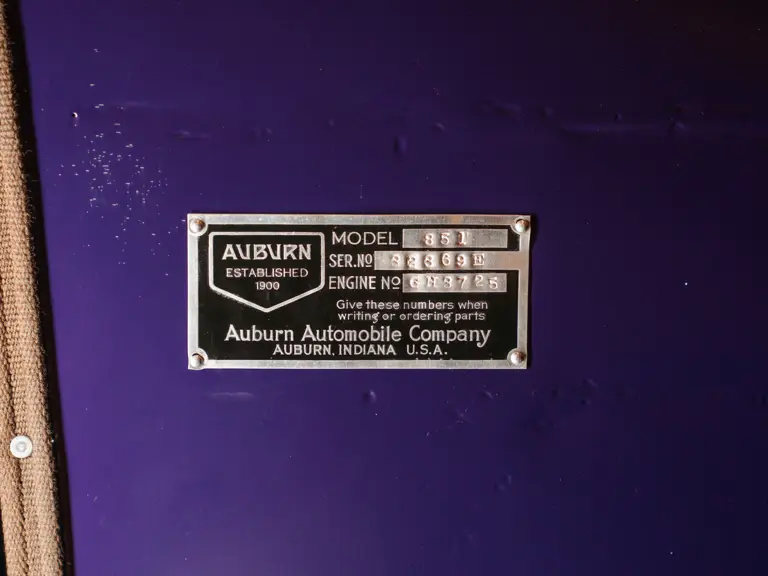 AUBURN
ESTABLISHED
1900
MODEL 851
SER.NO
ENGINE NO
Give these numbers when
writing or ordering parts
Auburn Automobile Company
AUBURN, INDIANA U.S.A.